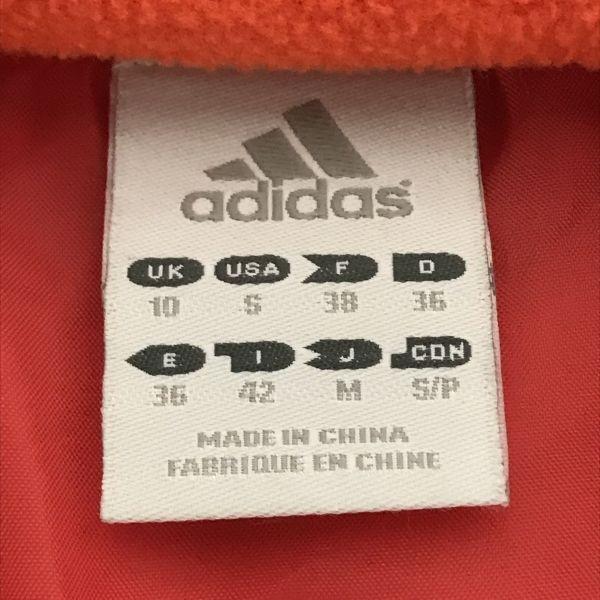 adidas®
UK USA F D
10 S 38 36
E I J CDN
36 42 M S/P
MADE IN CHINA
FABRIQUE EN CHINE